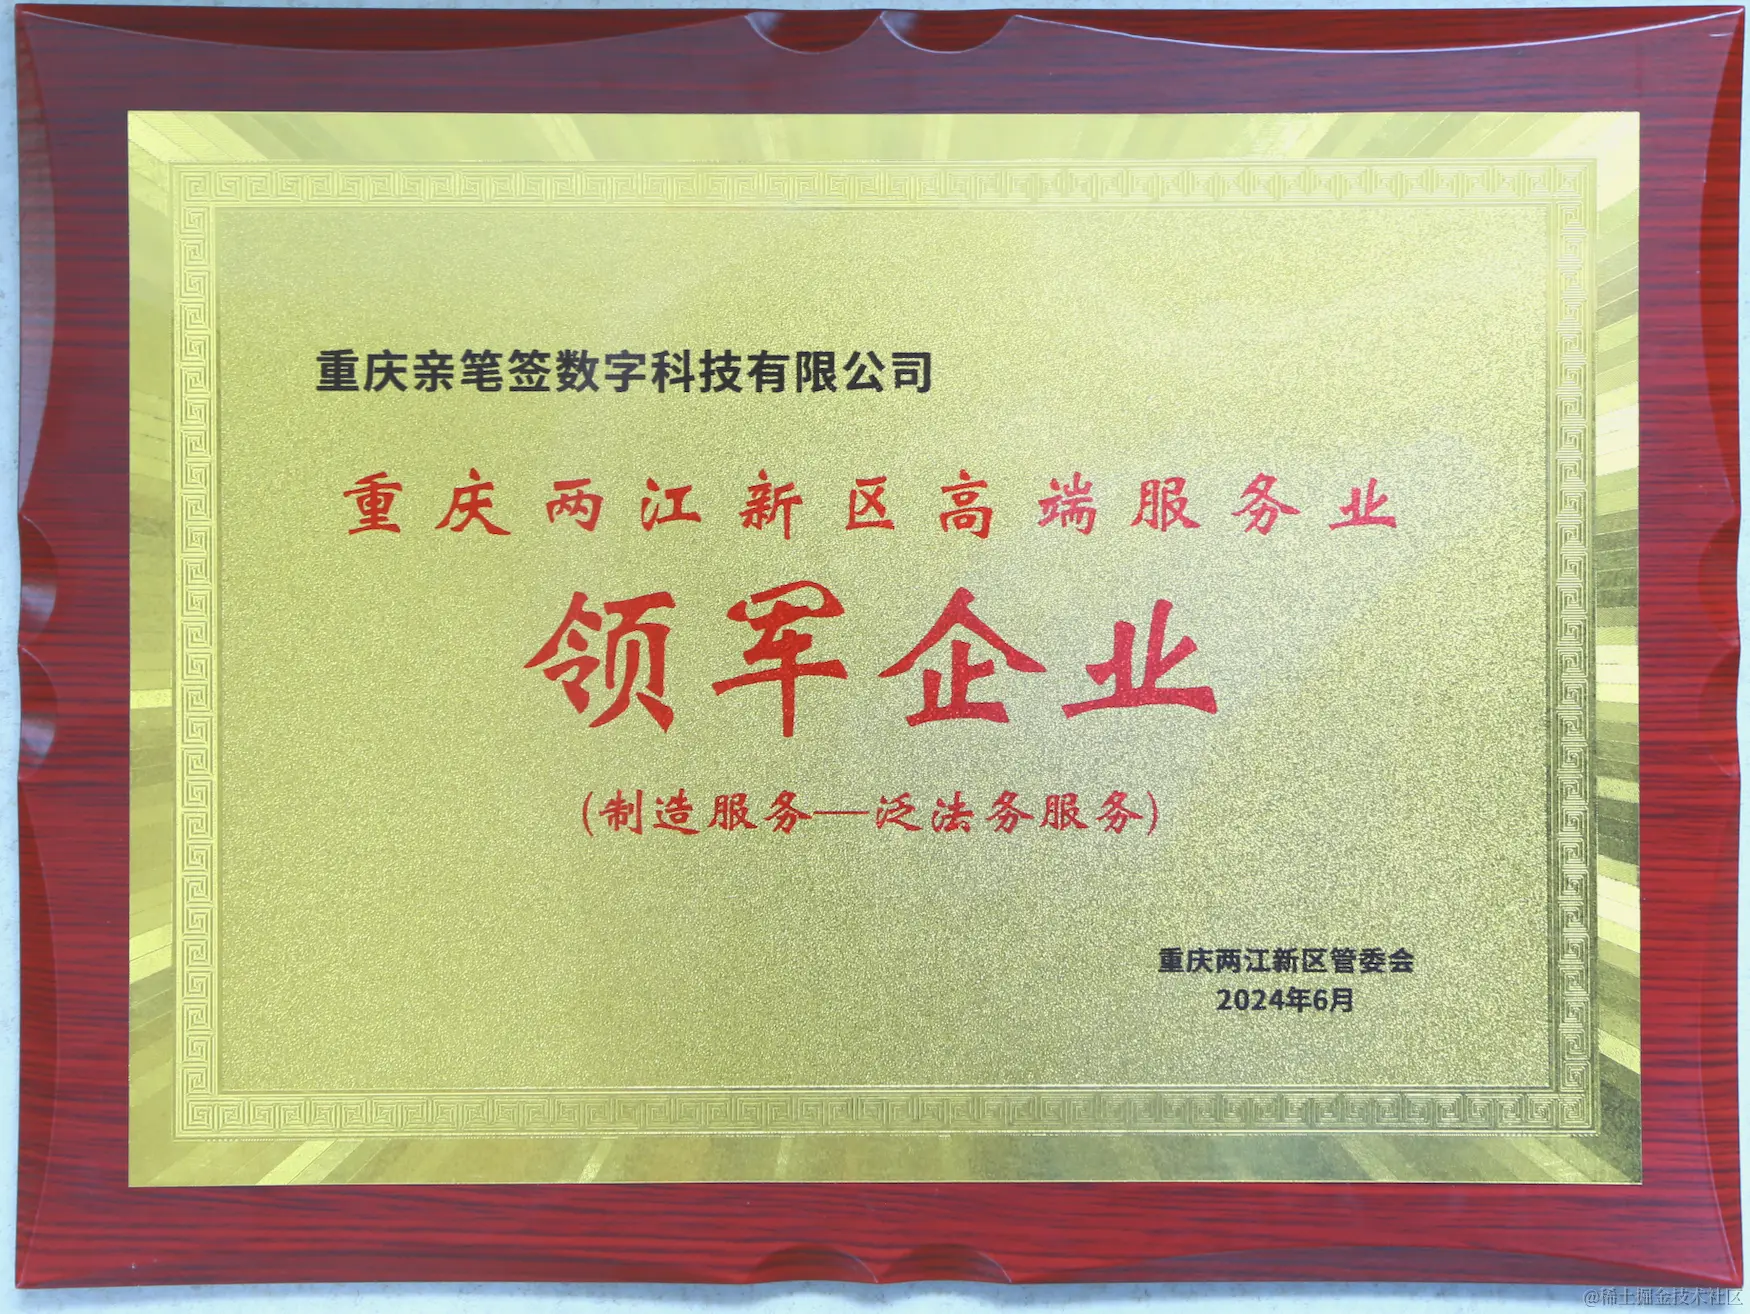 重庆亲笔签数字科技有限公司
重庆两江新区高端服务业
领军企业
(制造服务—泛法务服务)
重庆两江新区管委会
2024年6月
@稀土掘金技术社区